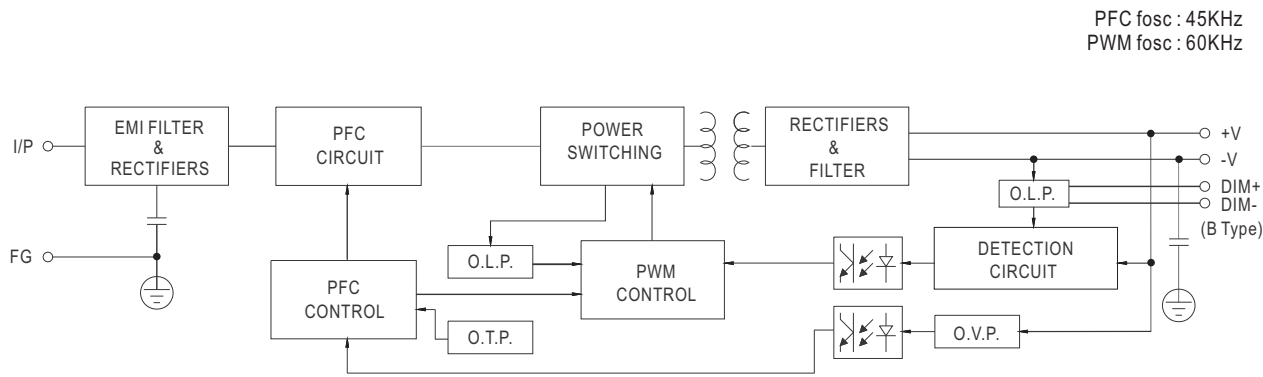 PFC fosc : 45KHz
PWM fosc : 60KHz
I/P
EMI FILTER
&
RECTIFIERS
PFC
CIRCUIT
POWER
SWITCHING
RECTIFIERS
&
FILTER
+V
-V
DIM+
DIM-
(B Type)
O.L.P.
FG
O.L.P.
PWM
CONTROL
DETECTION
CIRCUIT
PFC
CONTROL
O.T.P.
O.V.P.